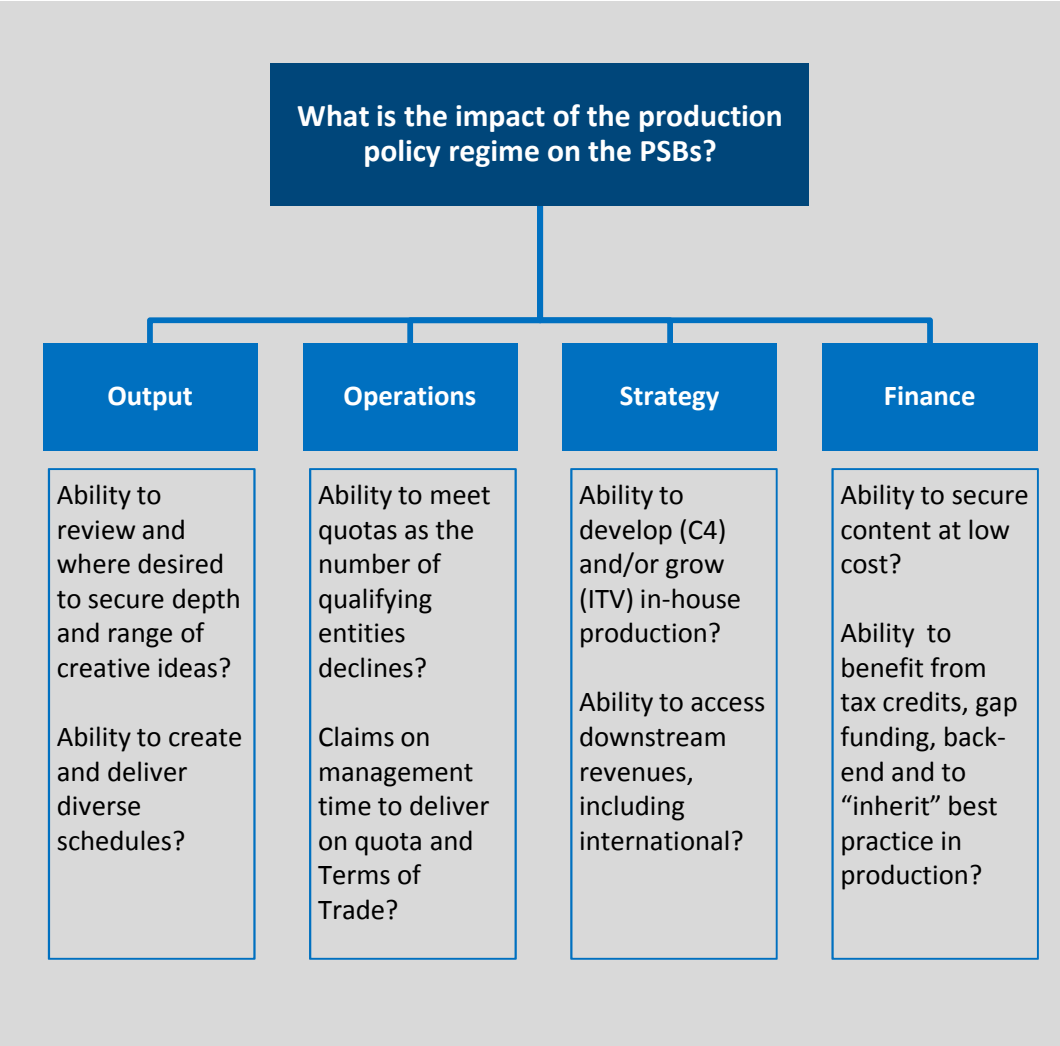 What is the impact of the production
policy regime on the PSBs?
Output
Ability to
review and
where desired
to secure depth
and range of
creative ideas?
Ability to create
and deliver
diverse
schedules?
Operations
Ability to meet
quotas as the
number of
qualifying
entities
declines?
Claims on
management
time to deliver
on quota and
Terms of
Trade?
Strategy
Ability to
develop (C4)
and/or grow
(ITV) in-house
production?
Ability to access
downstream
revenues,
including
international?
Finance
Ability to secure
content at low
cost?
Ability to
benefit from
tax credits, gap
funding, back-
end and to
“inherit” best
practice in
production?